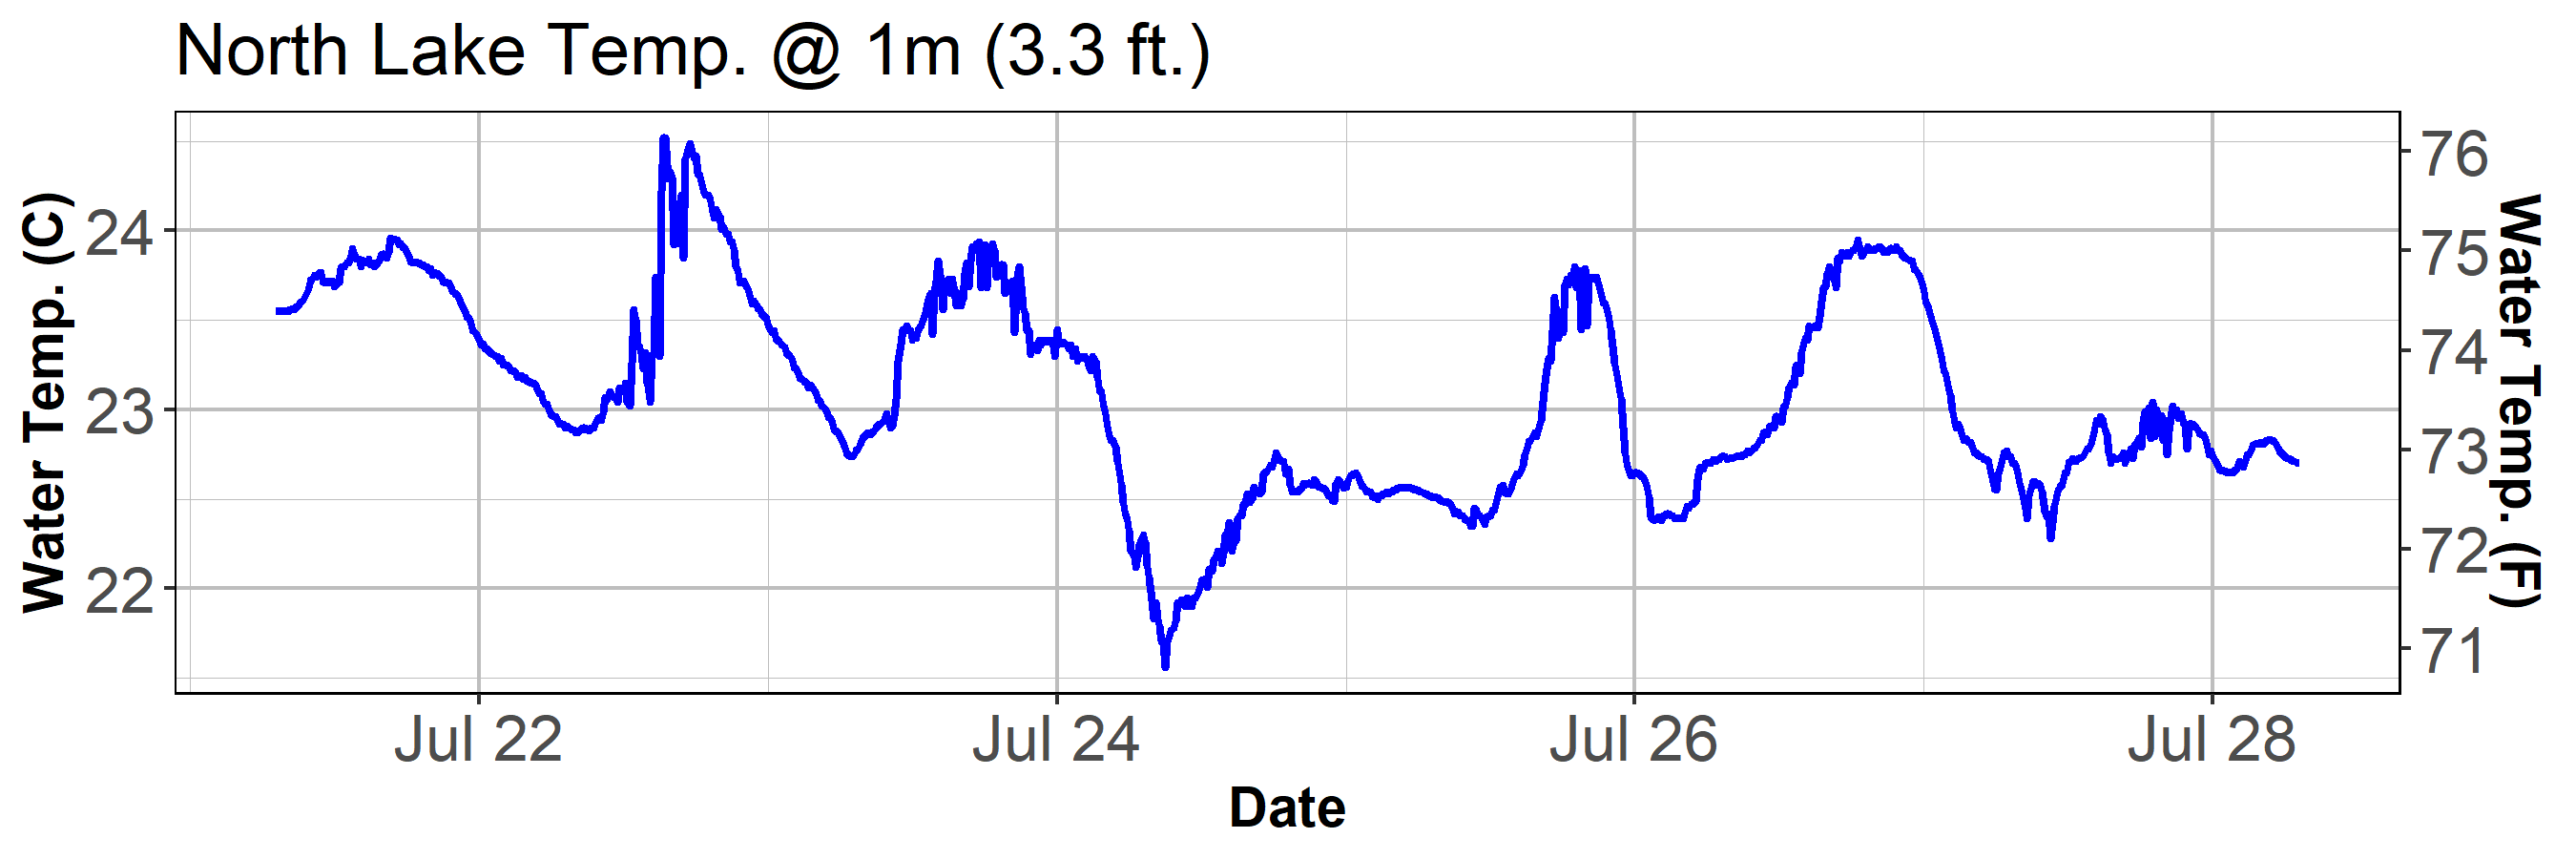 North Lake Temp. @ 1m (3.3 ft.)
Water Temp. (C)
24
23
22
76
75
74
73
72
71
Water Temp. (F)
Jul 22
Jul 24
Jul 26
Jul 28
Date